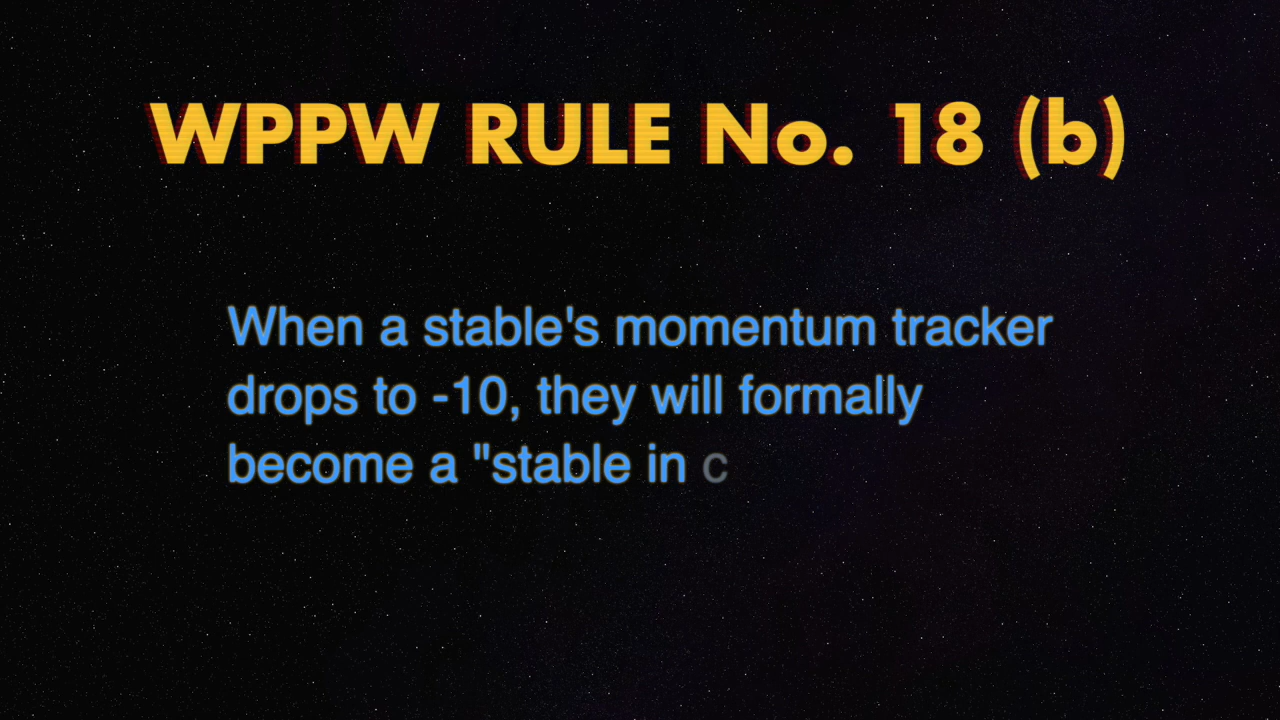 WPPW RULE No. 18 (b)
When a stable's momentum tracker
drops to -10, they will formally
become a "stable in c